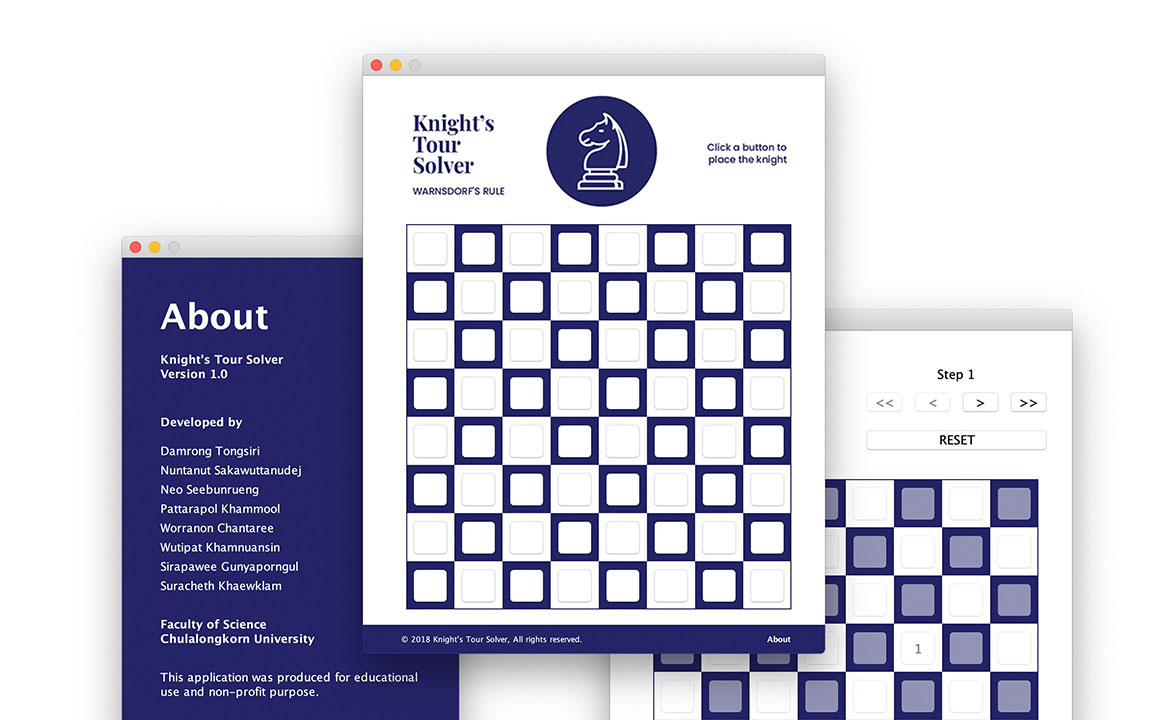 Knight's
Tour
Solver
WARNSDORF'S RULE
Click a button to
place the knight
© 2018 Knight's Tour Solver, All rights reserved.
About
About
Knight's Tour Solver
Version 1.0
Developed by
Damrong Tongsiri
Nuntanut Sakawuttanudej
Neo Seebunrueng
Pattarapol Khammool
Worranon Chantaree
Wutipat Khamnuansin
Sirapawee Gunyaporngul
Suracheth Khaewklam
Faculty of Science
Chulalongkorn University
This application was produced for educational
use and non-profit purpose.
Step 1
<< < > >>
RESET
1